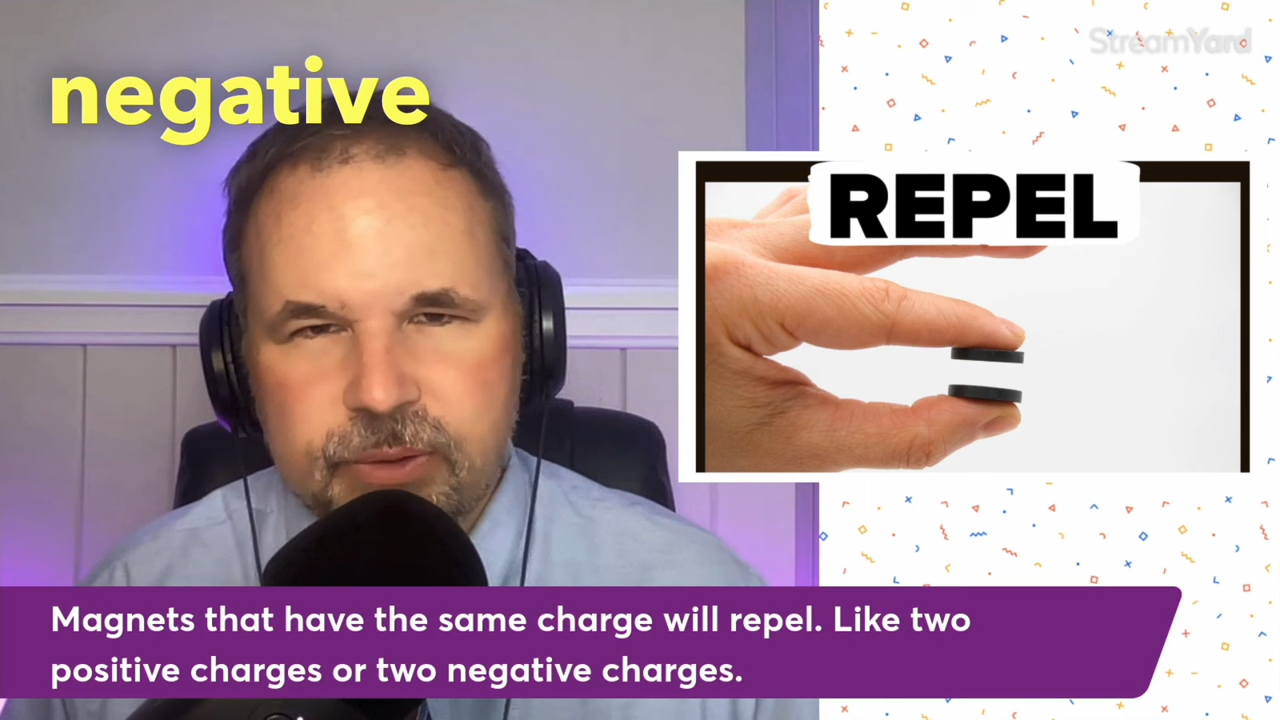 negative
StreamYard
REPEL
Magnets that have the same charge will repel. Like two
positive charges or two negative charges.